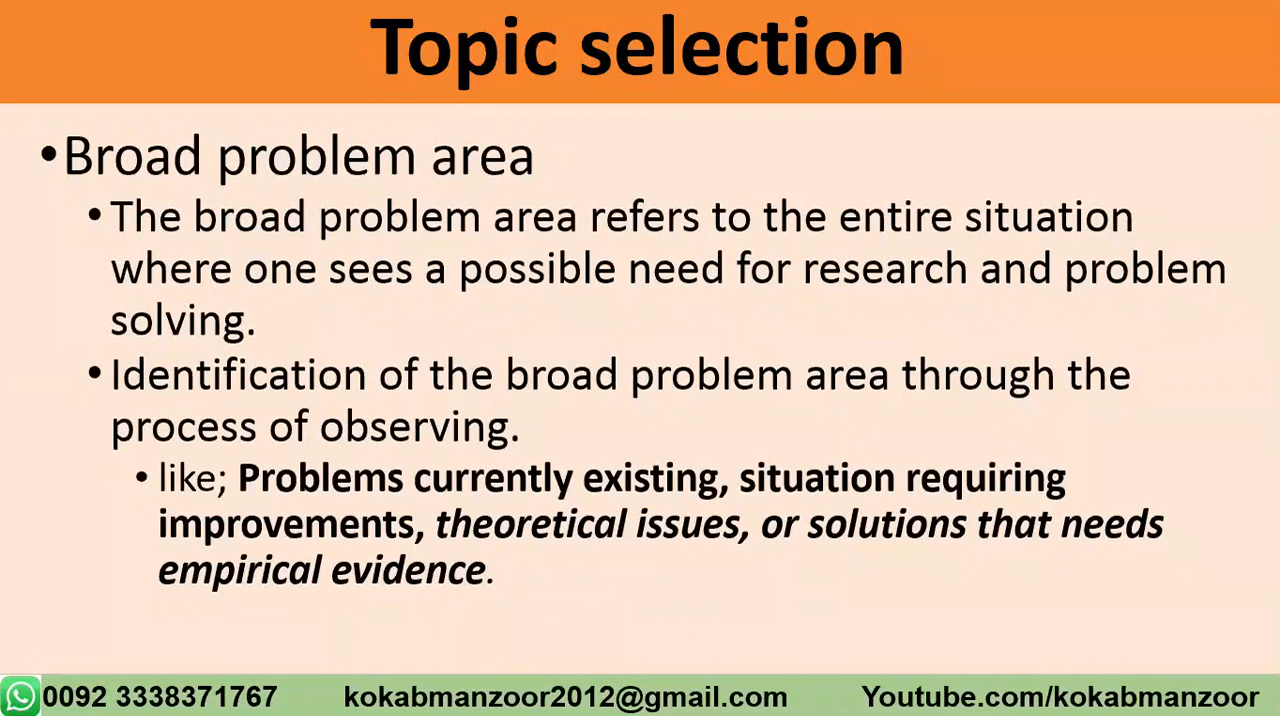 Topic selection
•Broad problem area
•The broad problem area refers to the entire situation
where one sees a possible need for research and problem
solving.
•Identification of the broad problem area through the
process of observing.
•like; Problems currently existing, situation requiring
improvements, theoretical issues, or solutions that needs
empirical evidence.
0092 3338371767 kokabmanzoor2012@gmail.com Youtube.com/kokabmanzoor